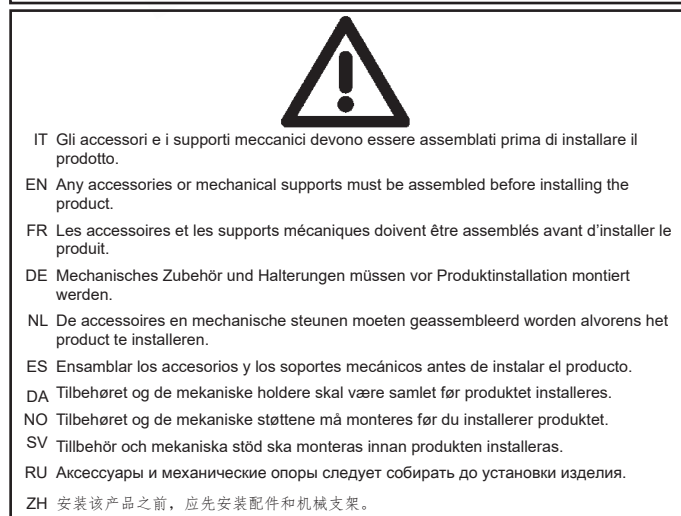 IT Gli accessori e i supporti meccanici devono essere assemblati prima di installare il
prodotto.
EN Any accessories or mechanical supports must be assembled before installing the
product.
FR Les accessoires et les supports mécaniques doivent être assemblés avant d’installer le
produit.
DE Mechanisches Zubehör und Halterungen müssen vor Produktinstallation montiert
werden.
NL De accessoires en mechanische steunen moeten geassembleerd worden alvorens het
product te installeren.
ES Ensamblar los accesorios y los soportes mecánicos antes de instalar el producto.
DA Tilbehøret og de mekaniske holdere skal være samlet før produktet installeres.
NO Tilbehøret og de mekaniske støttene må monteres før du installerer produktet.
SV Tillbehör och mekaniska stöd ska monteras innan produkten installeras.
RU Аксессуары и механические опоры следует собирать до установки изделия.
ZH 安装该产品之前，应先安装配件和机械支架。